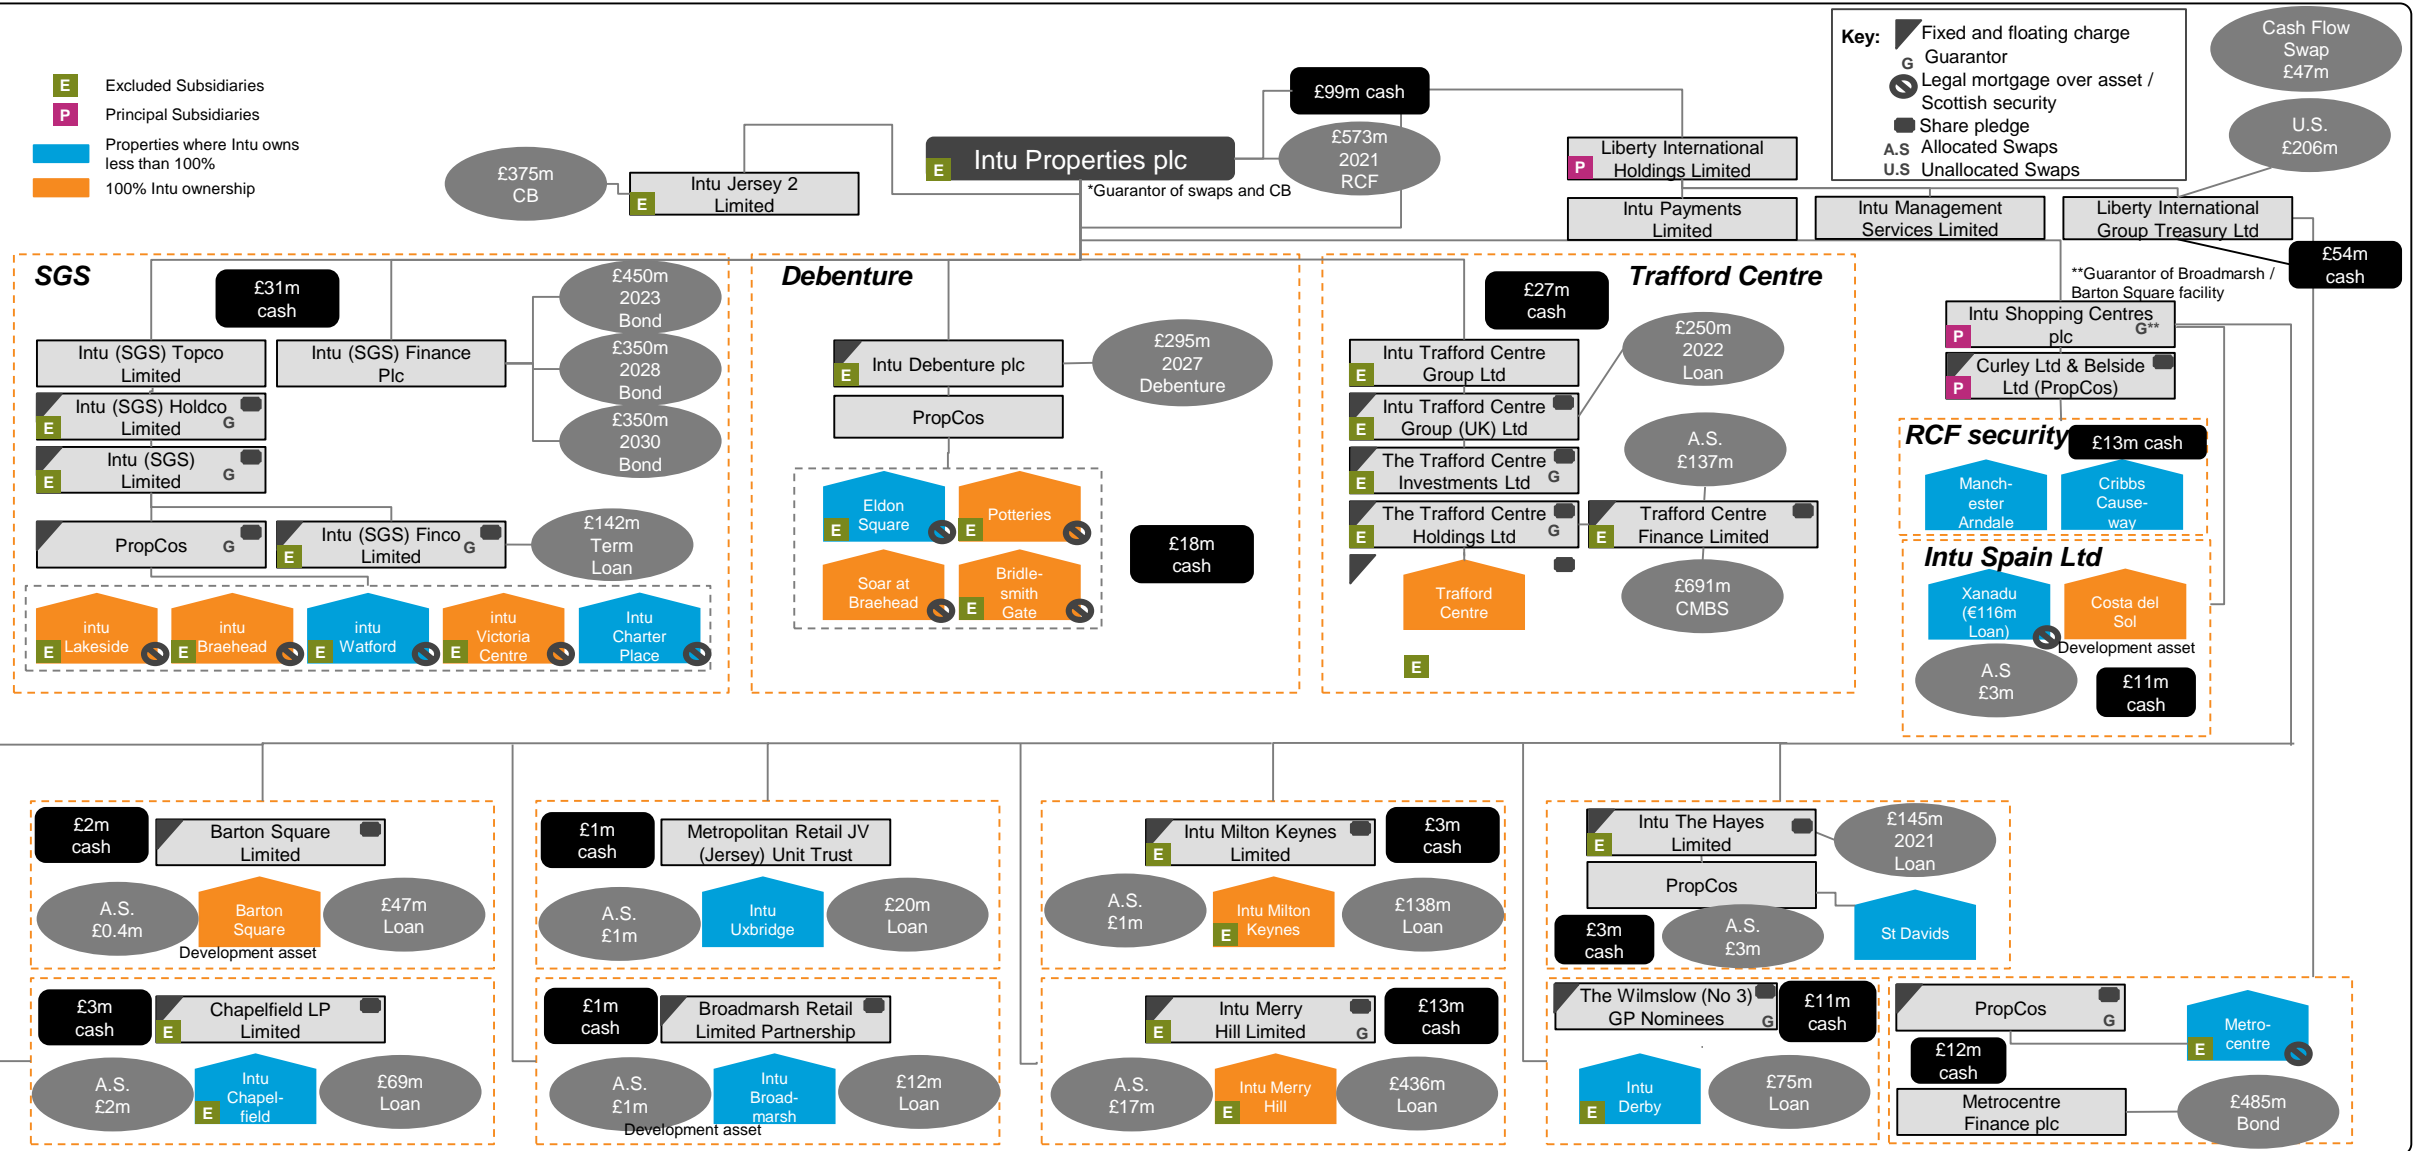 Key:
Fixed and floating charge
G Guarantor
Legal mortgage over asset /
Scottish security
Share pledge
A.S Allocated Swaps
U.S Unallocated Swaps
Cash Flow
Swap
£47m
U.S.
£206m
E Excluded Subsidiaries
P Principal Subsidiaries
Properties where Intu owns
less than 100%
100% Intu ownership
£99m cash
E
Intu Properties plc
*Guarantor of swaps and CB
£573m
2021
RCF
£375m
CB
E
Intu Jersey 2
Limited
P
Liberty International
Holdings Limited
Intu Payments
Limited
Intu Management
Services Limited
Liberty International
Group Treasury Ltd
£54m
cash
SGS
£31m
cash
£450m
2023
Bond
£350m
2028
Bond
£350m
2030
Bond
Intu (SGS) Topco
Limited
Intu (SGS) Finance
Plc
E
Intu (SGS) Holdco
Limited G
E
Intu (SGS)
Limited G
PropCos G
E
Intu (SGS) Finco
Limited G
£142m
Term
Loan
E
intu
Lakeside
E
intu
Braehead
E
intu
Watford
E
intu
Victoria
Centre
Intu
Charter
Place
Debenture
E
Intu Debenture plc
£295m
2027
Debenture
PropCos
E
Eldon
Square
E
Potteries
Soar at
Braehead
E
Bridle-
smith
Gate
£18m
cash
Trafford Centre
£27m
cash
£250m
2022
Loan
E
Intu Trafford Centre
Group Ltd
E
Intu Trafford Centre
Group (UK) Ltd
E
The Trafford Centre
Investments Ltd G
E
The Trafford Centre
Holdings Ltd G
A.S.
£137m
E
Trafford Centre
Finance Limited
£691m
CMBS
Trafford
Centre
E
**Guarantor of Broadmarsh /
Barton Square facility
P
Intu Shopping Centres
plc G**
P
Curley Ltd & Belside
Ltd (PropCos)
RCF security
£13m cash
Manch-
ester
Arndale
Cribbs
Cause-
way
Intu Spain Ltd
Xanadu
(€116m
Loan)
Costa del
Sol
Development asset
A.S
£3m
£11m
cash
£2m
cash
Barton Square
Limited
A.S.
£0.4m
Barton
Square
£47m
Loan
Development asset
£1m
cash
Metropolitan Retail JV
(Jersey) Unit Trust
A.S.
£1m
Intu
Uxbridge
£20m
Loan
E
Intu Milton Keynes
Limited
£3m
cash
A.S.
£1m
E
Intu Milton
Keynes
£138m
Loan
E
Intu The Hayes
Limited
£145m
2021
Loan
PropCos
£3m
cash
A.S.
£3m
St Davids
£3m
cash
E
Chapelfield LP
Limited
A.S.
£2m
E
Intu
Chapel-
field
£69m
Loan
£1m
cash
Broadmarsh Retail
Limited Partnership
A.S.
£1m
Intu
Broad-
marsh
£12m
Loan
Development asset
E
Intu Merry
Hill Limited G
£13m
cash
A.S.
£17m
E
Intu Merry
Hill
£436m
Loan
The Wilmslow (No 3)
GP Nominees G
£11m
cash
E
Intu
Derby
£75m
Loan
PropCos
G
£12m
cash
E
Metro-
centre
Metrocentre
Finance plc
£485m
Bond